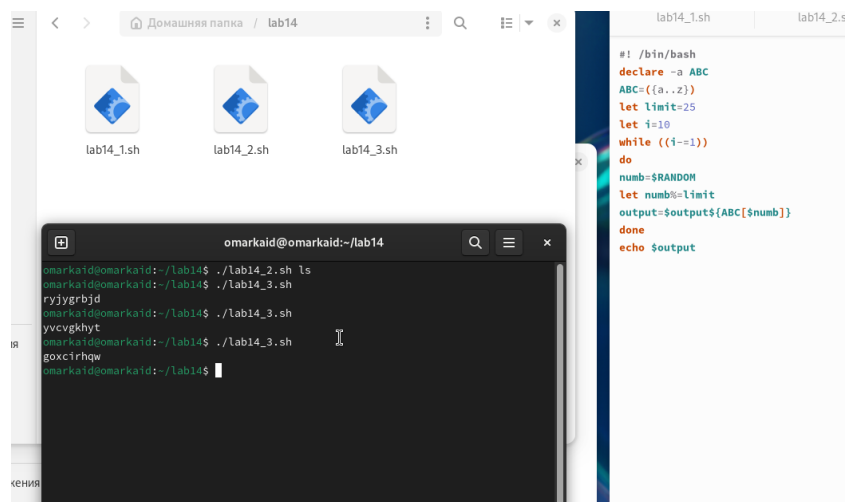 Домашняя папка / lab14
lab14_1.sh
lab14_2.sh
lab14_3.sh
omarkaid@omarkaid:~/lab14
omarkaid@omarkaid:~/lab14$ ./lab14_2.sh ls
omarkaid@omarkaid:~/lab14$ ./lab14_3.sh
ryjygrbjd
omarkaid@omarkaid:~/lab14$ ./lab14_3.sh
yvcvgkhyt
omarkaid@omarkaid:~/lab14$ ./lab14_3.sh
goxcirhqw
omarkaid@omarkaid:~/lab14$
lab14_1.sh
lab14_2.s
#! /bin/bash
declare -a ABC
ABC=({a..z})
let limit=25
let i=10
while ((i-=1))
do
numb=$RANDOM
let numb%=limit
output=$output${ABC[$numb]}
done
echo $output